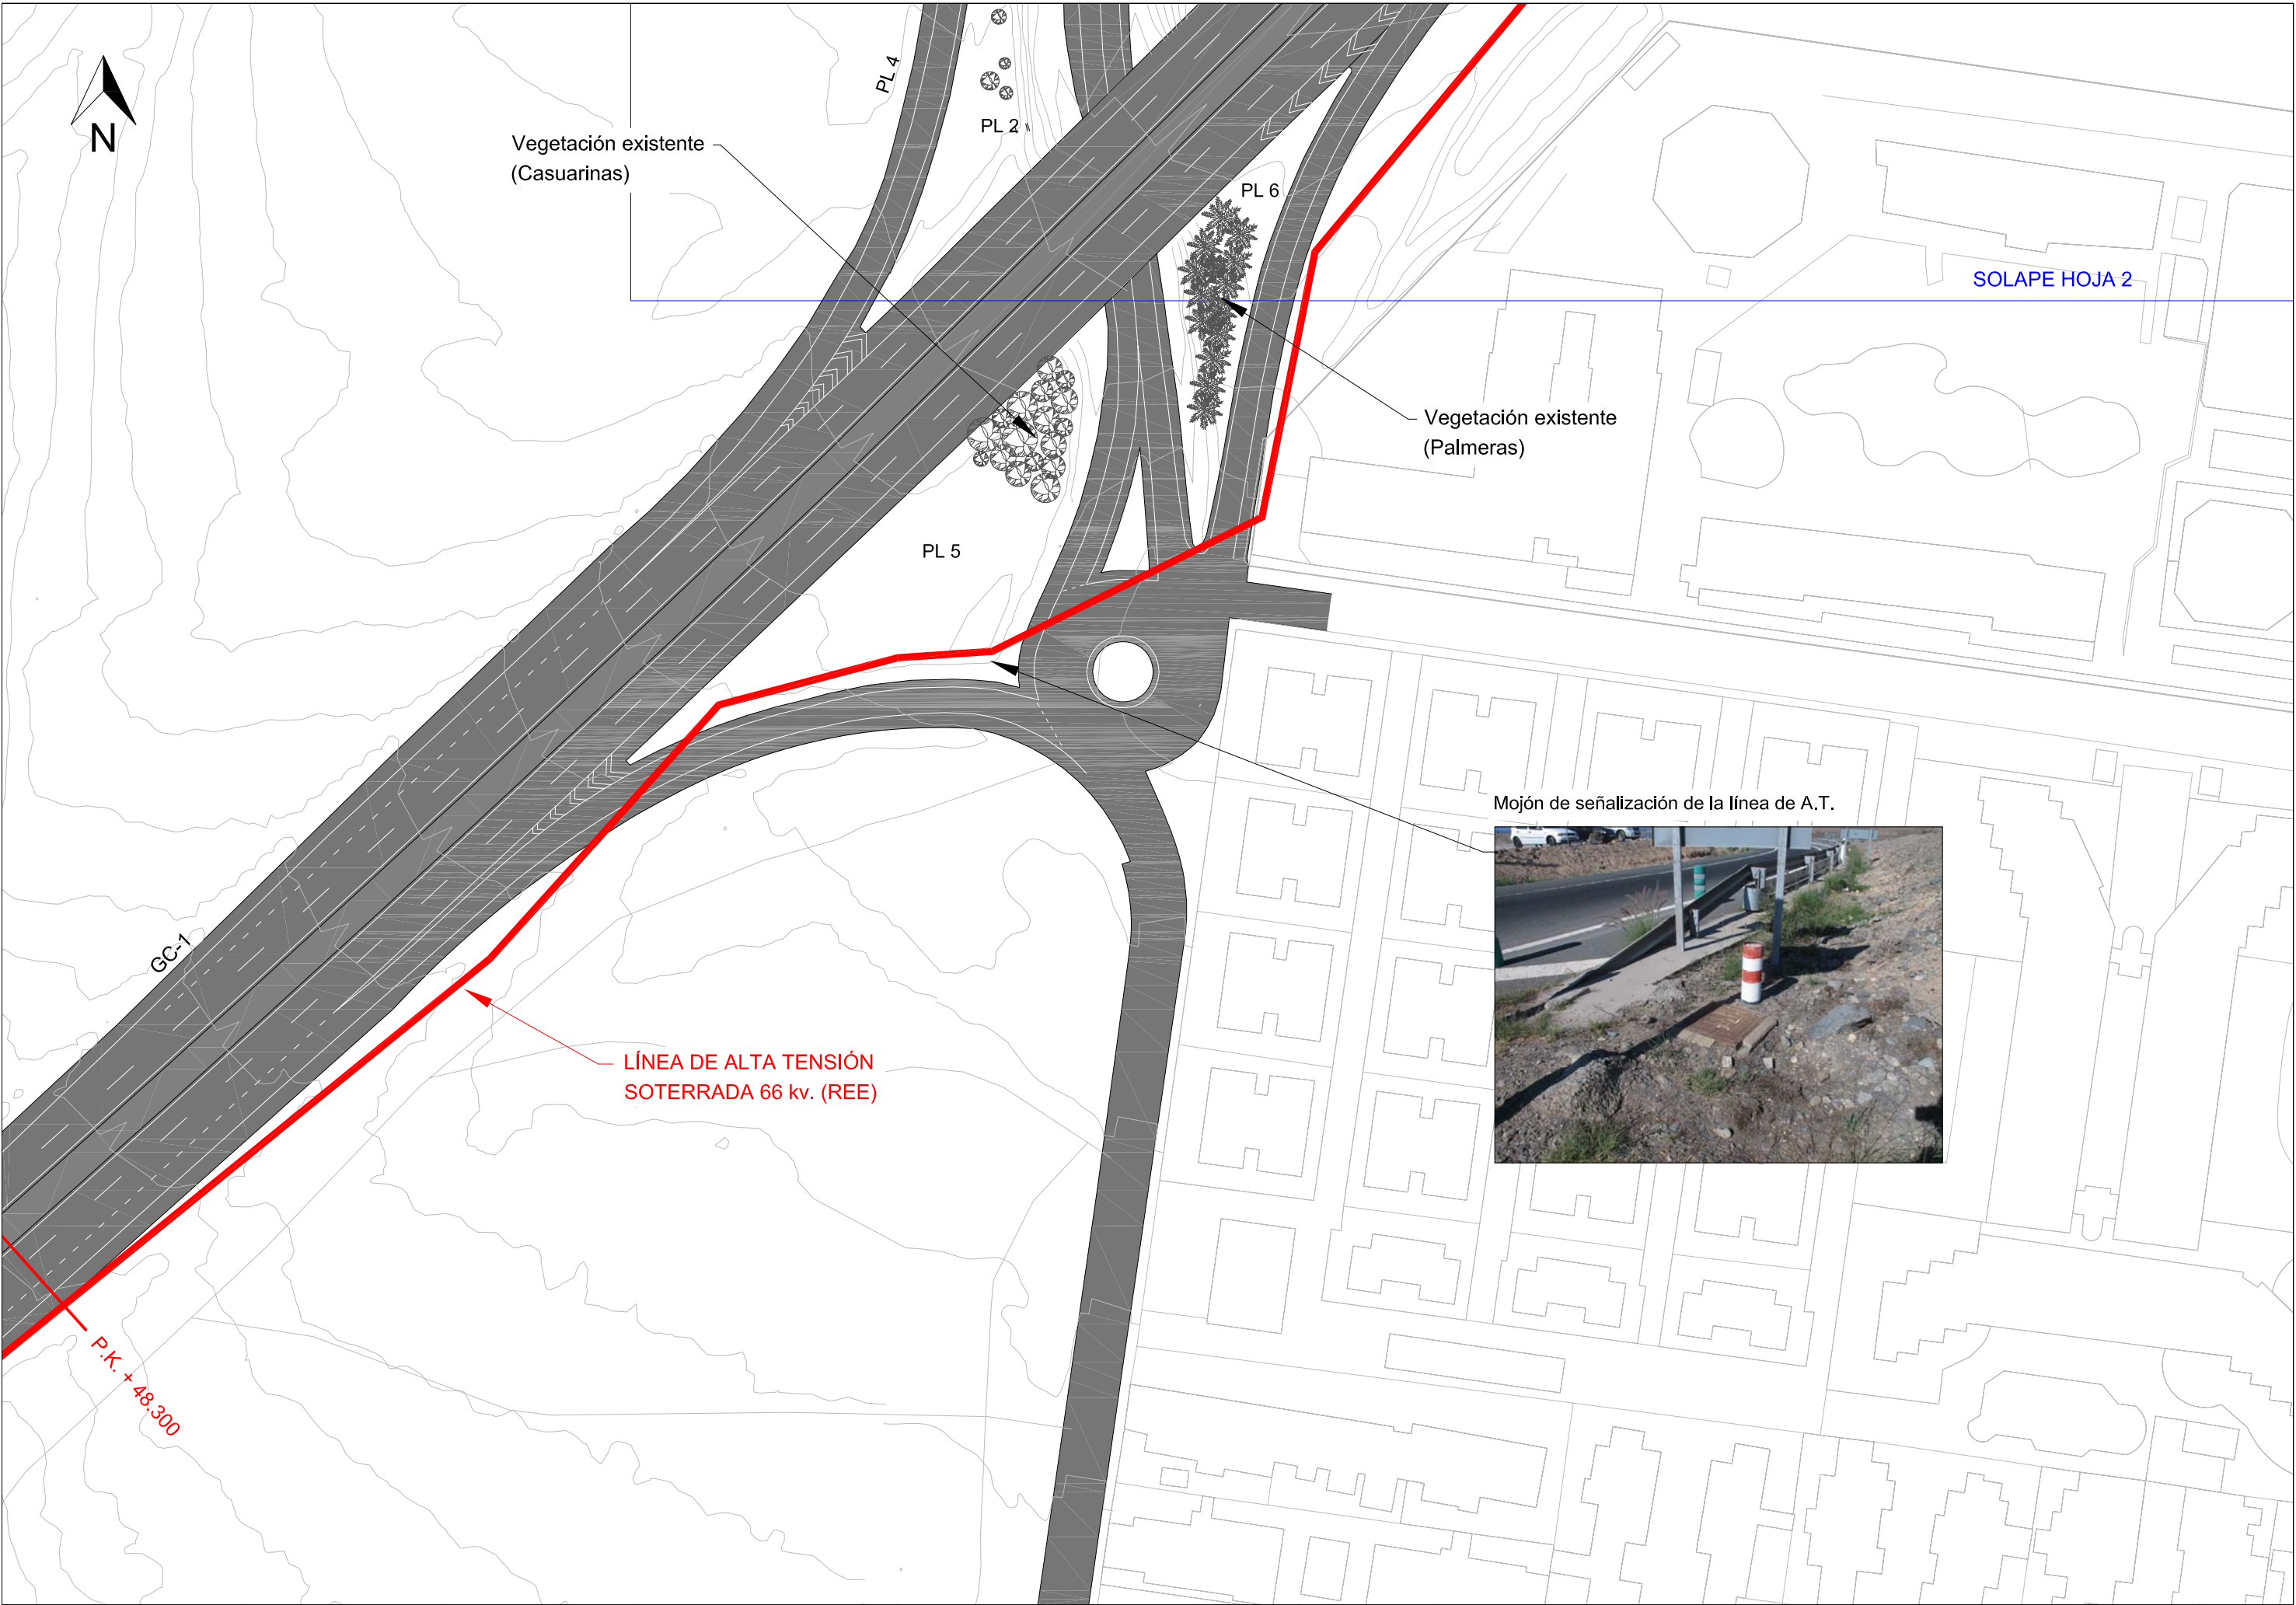 PL 4
N
Vegetación existente
(Casuarinas)
PL 2
PL 6
SOLAPE HOJA 2
Vegetación existente
(Palmeras)
PL 5
Mojón de señalización de la línea de A.T.
GC-1
LÍNEA DE ALTA TENSIÓN
SOTERRADA 66 kv. (REE)
P.K. + 48.300